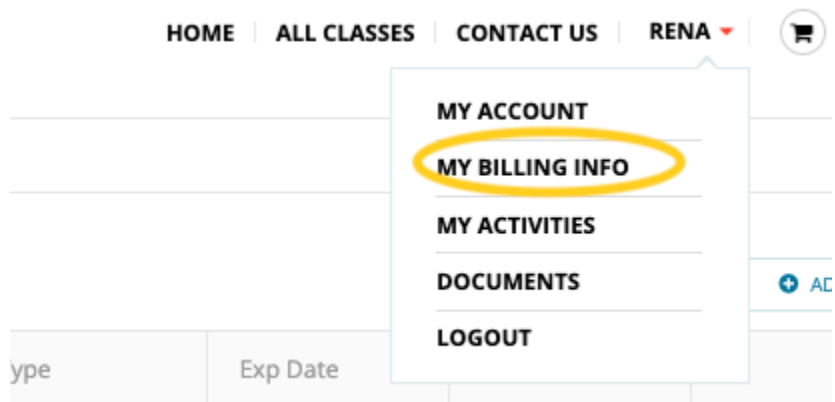 HOME ALL CLASSES CONTACT US RENA
MY ACCOUNT
MY BILLING INFO
MY ACTIVITIES
DOCUMENTS
LOGOUT
Exp Date